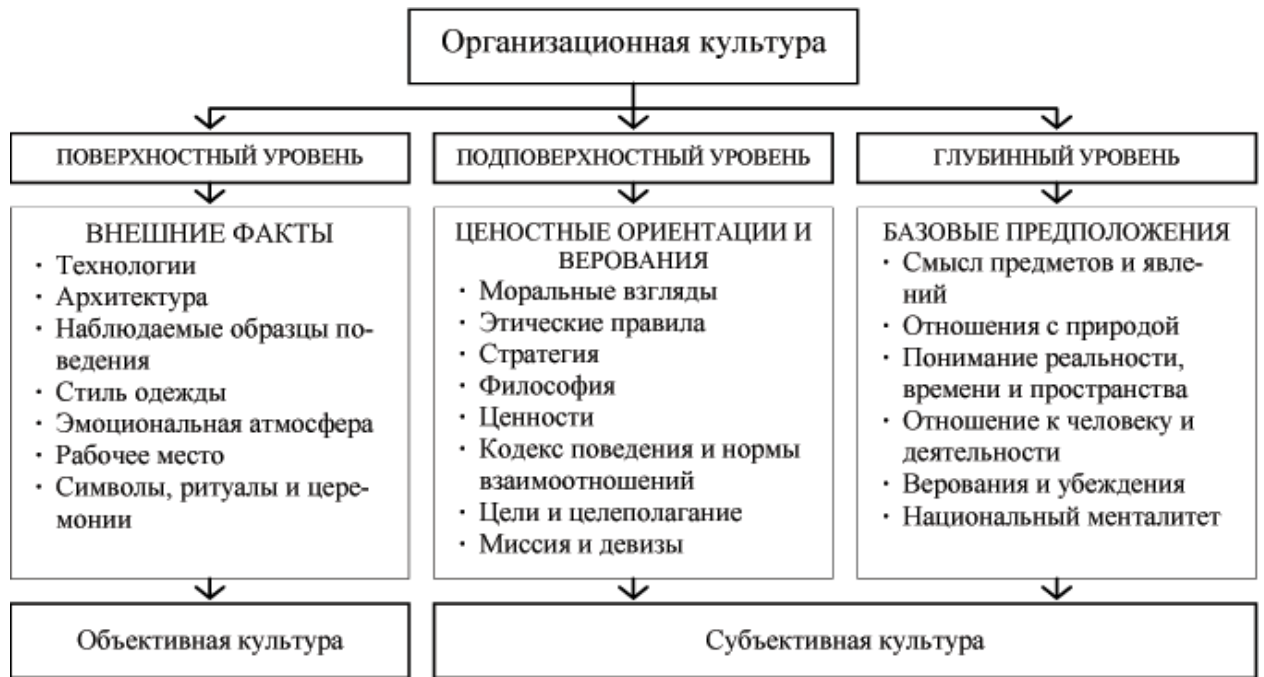 Организационная культура
ПОВЕРХНОСТНЫЙ УРОВЕНЬ
ПОДПОВЕРХНОСТНЫЙ УРОВЕНЬ
ГЛУБИННЫЙ УРОВЕНЬ
ВНЕШНИЕ ФАКТЫ
· Технологии
· Архитектура
· Наблюдаемые образцы по-
ведения
· Стиль одежды
· Эмоциональная атмосфера
· Рабочее место
· Символы, ритуалы и цере-
монии
ЦЕНОСТНЫЕ ОРИЕНТАЦИИ И
ВЕРОВАНИЯ
· Моральные взгляды
· Этические правила
· Стратегия
· Философия
· Ценности
· Кодекс поведения и нормы
взаимоотношений
· Цели и целеполагание
· Миссия и девизы
БАЗОВЫЕ ПРЕДПОЛОЖЕНИЯ
· Смысл предметов и явле-
ний
· Отношения с природой
· Понимание реальности,
времени и пространства
· Отношение к человеку и
деятельности
· Верования и убеждения
· Национальный менталитет
Объективная культура
Субъективная культура